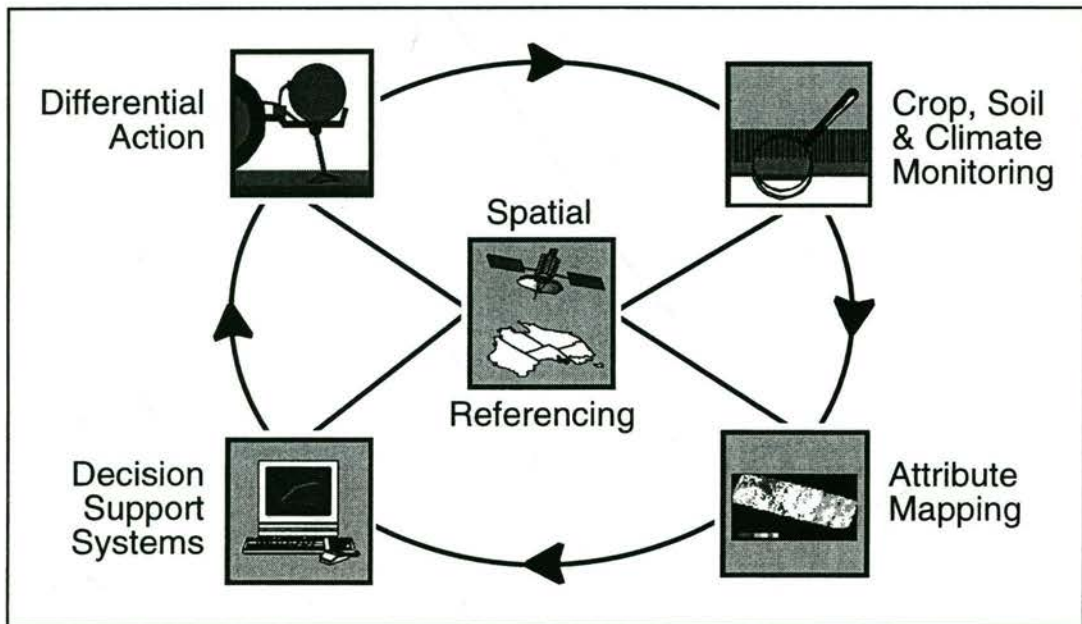 Differential
Action
Crop, Soil
& Climate
Monitoring
Spatial
Referencing
Decision
Support
Systems
Attribute
Mapping